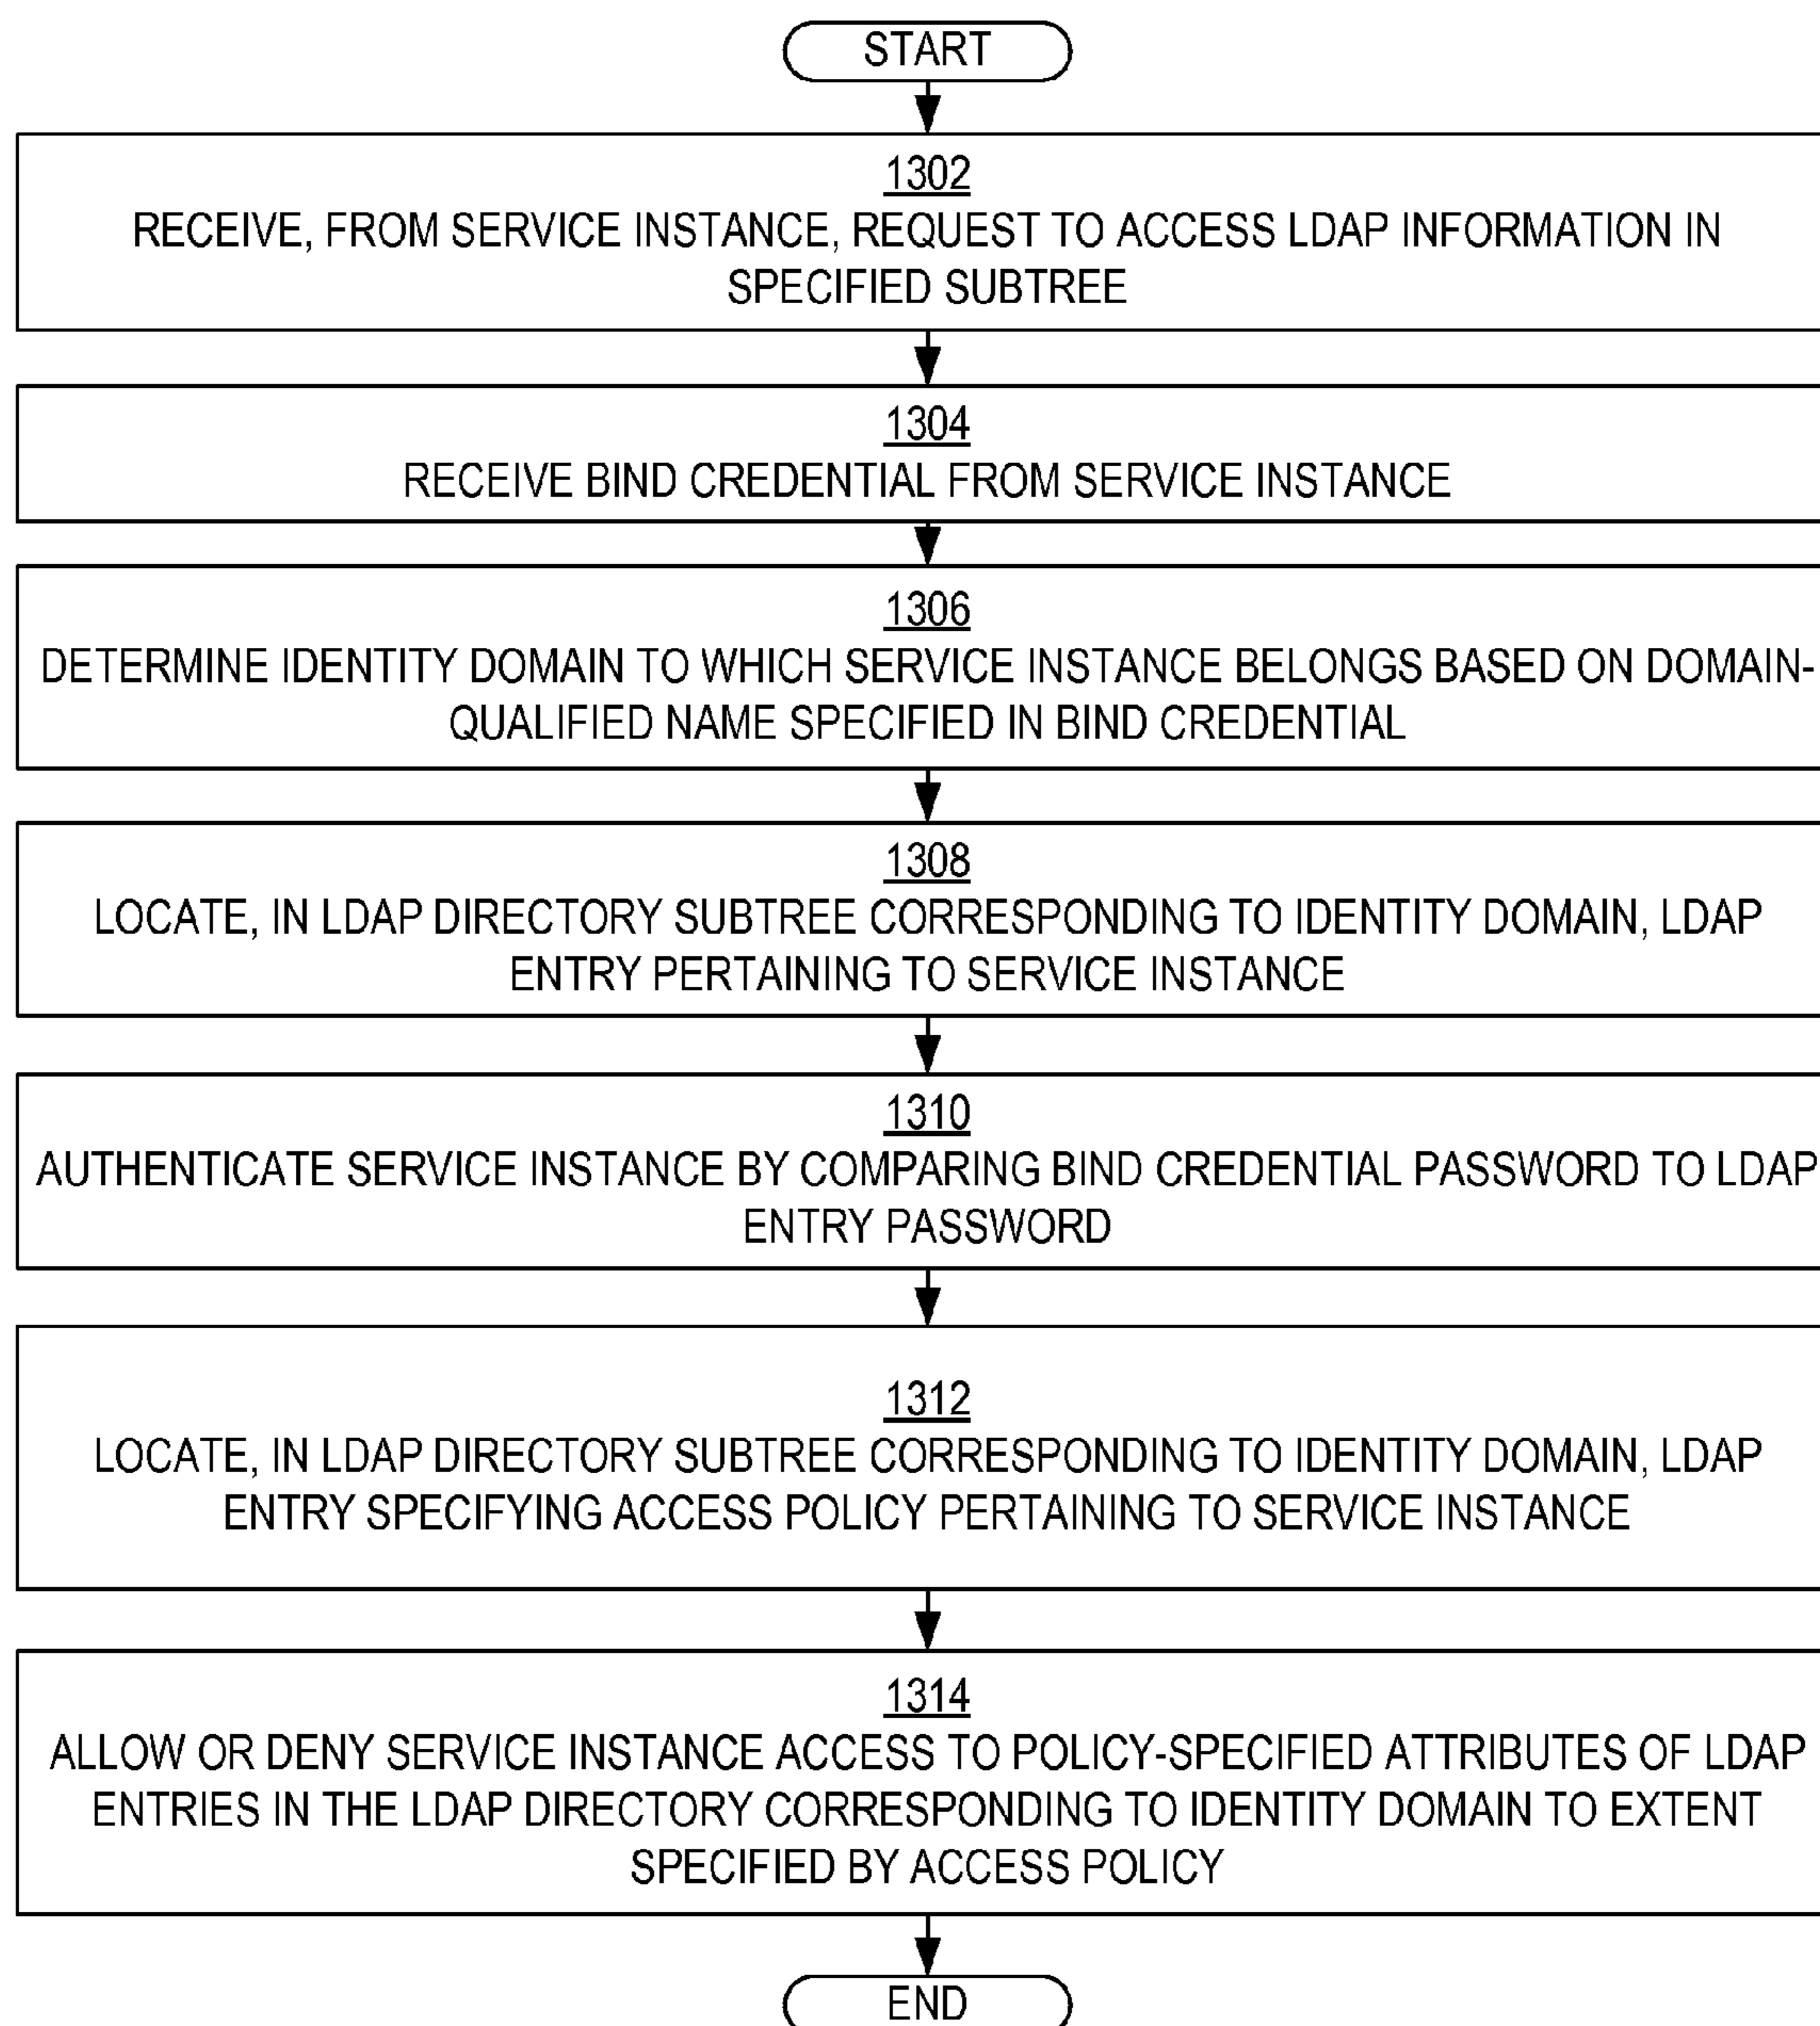 START
1302
RECEIVE, FROM SERVICE INSTANCE, REQUEST TO ACCESS LDAP INFORMATION IN
SPECIFIED SUBTREE
1304
RECEIVE BIND CREDENTIAL FROM SERVICE INSTANCE
1306
DETERMINE IDENTITY DOMAIN TO WHICH SERVICE INSTANCE BELONGS BASED ON DOMAIN-
QUALIFIED NAME SPECIFIED IN BIND CREDENTIAL
1308
LOCATE, IN LDAP DIRECTORY SUBTREE CORRESPONDING TO IDENTITY DOMAIN, LDAP
ENTRY PERTAINING TO SERVICE INSTANCE
1310
AUTHENTICATE SERVICE INSTANCE BY COMPARING BIND CREDENTIAL PASSWORD TO LDAP
ENTRY PASSWORD
1312
LOCATE, IN LDAP DIRECTORY SUBTREE CORRESPONDING TO IDENTITY DOMAIN, LDAP
ENTRY SPECIFYING ACCESS POLICY PERTAINING TO SERVICE INSTANCE
1314
ALLOW OR DENY SERVICE INSTANCE ACCESS TO POLICY-SPECIFIED ATTRIBUTES OF LDAP
ENTRIES IN THE LDAP DIRECTORY CORRESPONDING TO IDENTITY DOMAIN TO EXTENT
SPECIFIED BY ACCESS POLICY
END